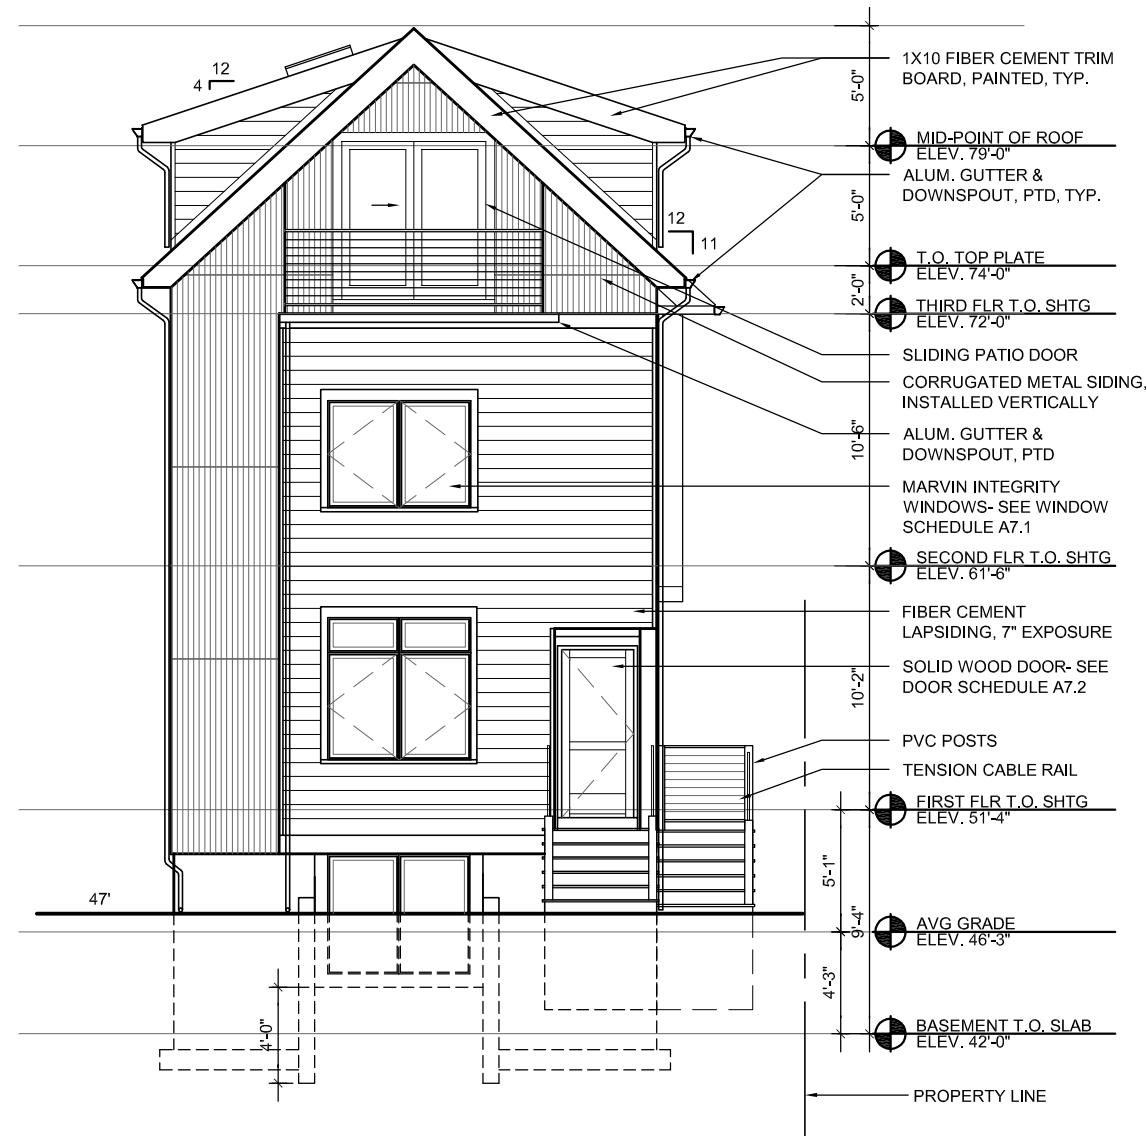 12
4
5'-0"
1X10 FIBER CEMENT TRIM
BOARD, PAINTED, TYP.
MID-POINT OF ROOF
ELEV. 79'-0"
ALUM. GUTTER &
DOWNSPOUT, PTD, TYP.
5'-0"
12
11
T.O. TOP PLATE
ELEV. 74'-0"
2'-0"
THIRD FLR T.O. SHTG
ELEV. 72'-0"
SLIDING PATIO DOOR
CORRUGATED METAL SIDING,
INSTALLED VERTICALLY
10'-6"
ALUM. GUTTER &
DOWNSPOUT, PTD
MARVIN INTEGRITY
WINDOWS- SEE WINDOW
SCHEDULE A7.1
SECOND FLR T.O. SHTG
ELEV. 61'-6"
FIBER CEMENT
LAPSIDING, 7" EXPOSURE
SOLID WOOD DOOR- SEE
DOOR SCHEDULE A7.2
10'-2"
PVC POSTS
TENSION CABLE RAIL
FIRST FLR T.O. SHTG
ELEV. 51'-4"
5'-1"
47'
9'-4"
AVG GRADE
ELEV. 46'-3"
4'-3"
4'-0"
BASEMENT T.O. SLAB
ELEV. 42'-0"
PROPERTY LINE